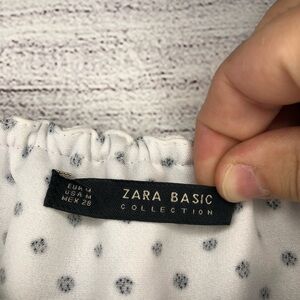 EUR M
USA M
MEX 28
ZARA BASIC
COLLECTION